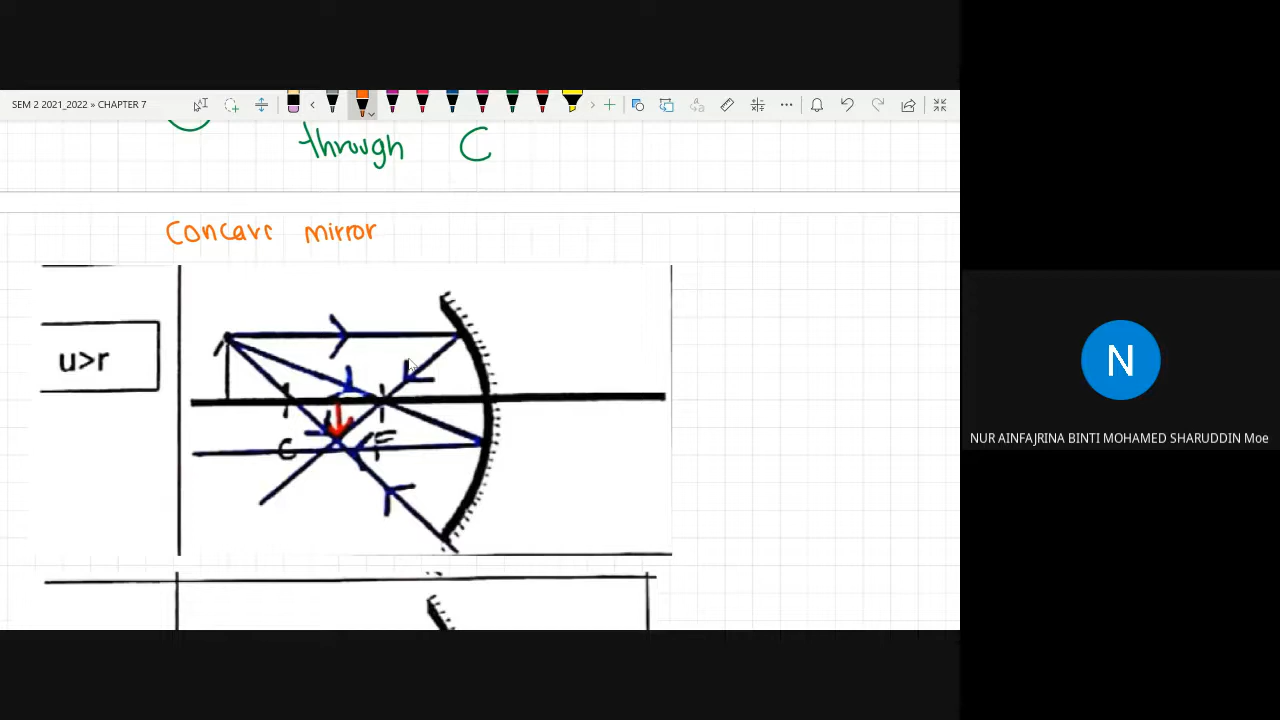 SEM 2 2021_2022 » CHAPTER 7
through C
Concave mirror
u>r
C F
N
NUR AINFAJRINA BINTI MOHAMED SHARUDDIN Moe